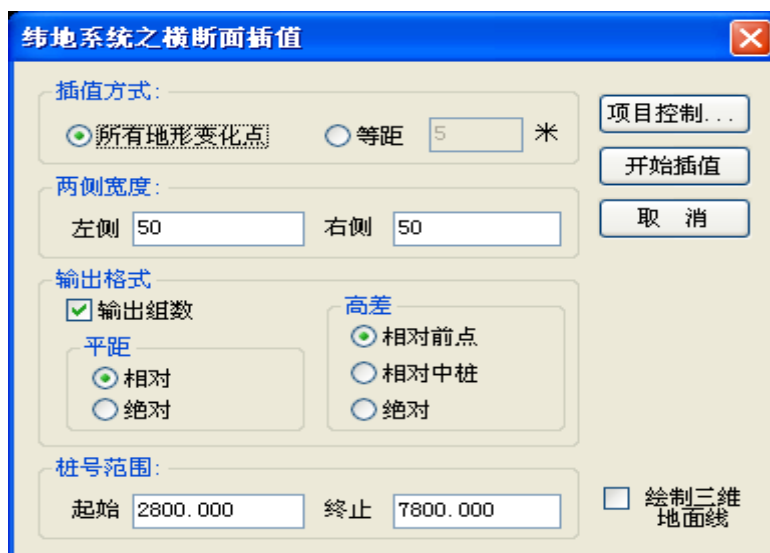 纬地系统之横断面插值
插值方式:
所有地形变化点 等距 5 米
项目控制...
开始插值
两侧宽度:
左侧 50 右侧 50
取 消
输出格式
输出组数
平距
相对
绝对
高差
相对前点
相对中桩
绝对
桩号范围:
起始 2800.000 终止 7800.000
绘制三维
地面线